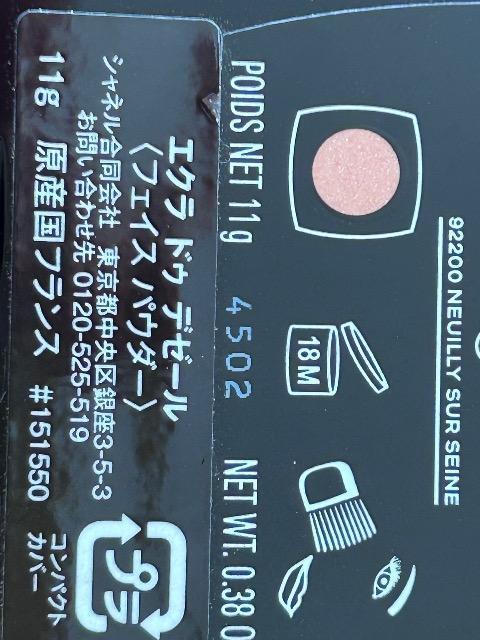 92200 NEUILLY SUR SEINE
18M
POIDS NET 11 g
4502
NET WT. 0.38 O
エクラ ドゥ デゼール
〈フェイス パウダー〉
シャネル合同会社 東京都中央区銀座3-5-3
お問い合わせ先 0120-525-519
11g 原産国フランス #151550
プラ
コンパクト
カバー